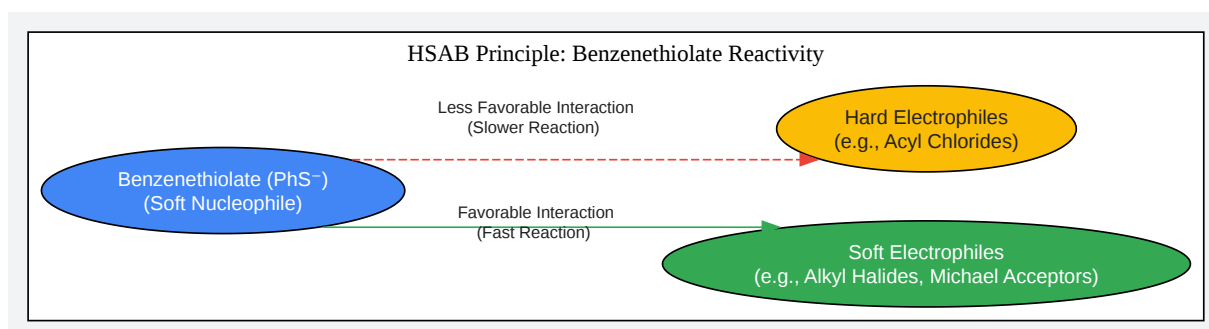 HSAB Principle: Benzenethiolate Reactivity
Less Favorable Interaction
(Slower Reaction)
Hard Electrophiles
(e.g., Acyl Chlorides)
Benzenethiolate (PhS⁻)
(Soft Nucleophile)
Favorable Interaction
(Fast Reaction)
Soft Electrophiles
(e.g., Alkyl Halides, Michael Acceptors)